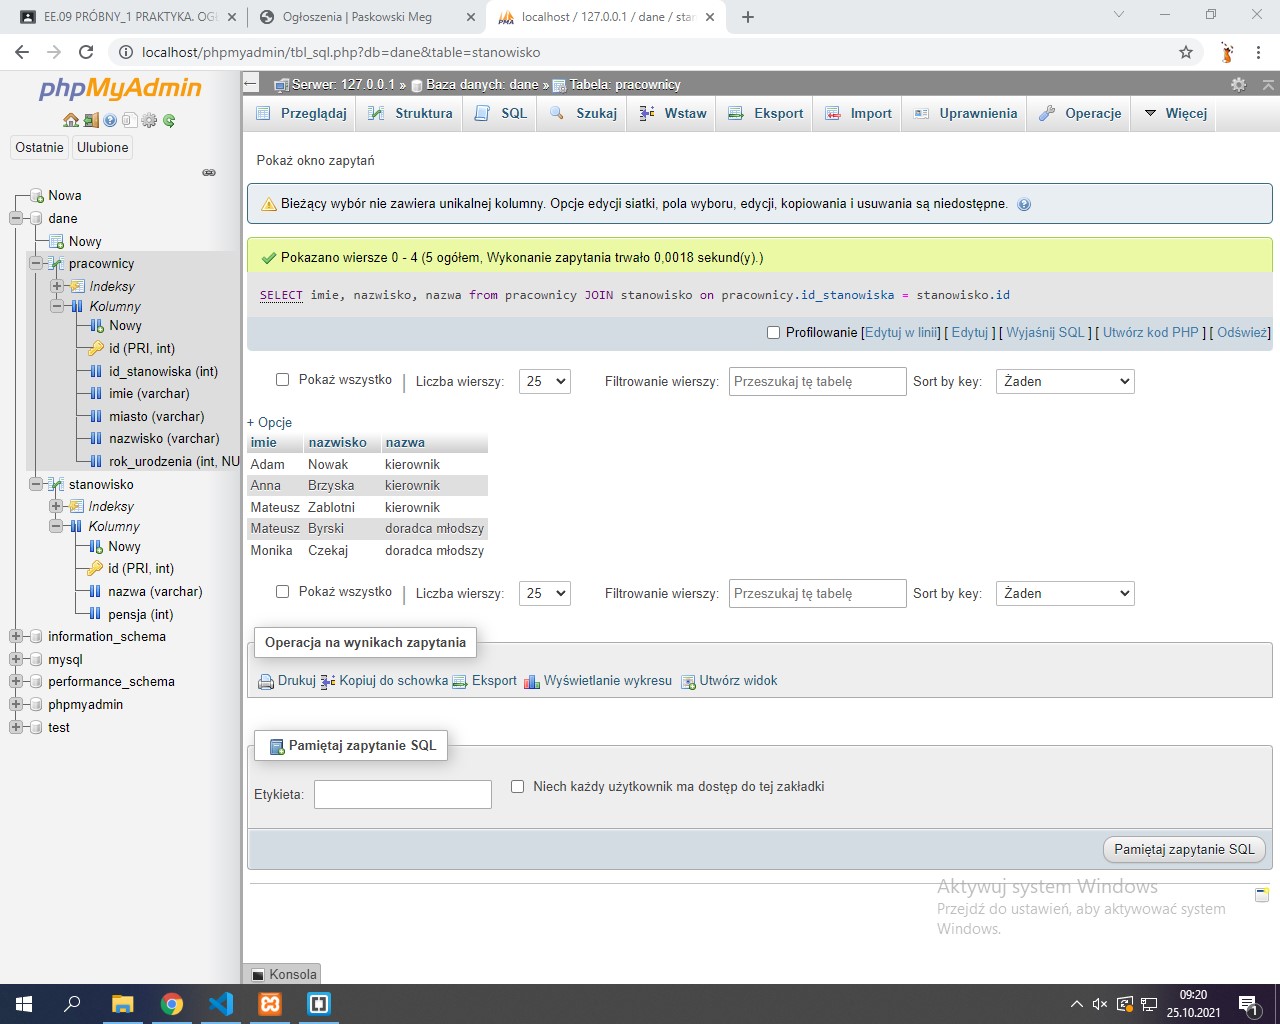 EE.09 PRÓBNY_1 PRAKTYKA. OGŁ
Ogłoszenia | Paskowski Meg
localhost / 127.0.0.1 / dane / stan
localhost/phpmyadmin/tbl_sql.php?db=dane&table=stanowisko
phpMyAdmin
Ostatnie
Ulubione
Nowa
dane
Nowy
pracownicy
Indeksy
Kolumny
Nowy
id (PRI, int)
id_stanowiska (int)
imie (varchar)
miasto (varchar)
nazwisko (varchar)
rok_urodzenia (int, NU
stanowisko
Indeksy
Kolumny
Nowy
id (PRI, int)
nazwa (varchar)
pensja (int)
information_schema
mysql
performance_schema
phpmyadmin
test
Serwer: 127.0.0.1 » Baza danych: dane » Tabela: pracownicy
Przeglądaj Struktura SQL Szukaj Wstaw Eksport Import Uprawnienia Operacje Więcej
Pokaż okno zapytań
Bieżący wybór nie zawiera unikalnej kolumny. Opcje edycji siatki, pola wyboru, edycji, kopiowania i usuwania są niedostępne.
Pokazano wiersze 0 - 4 (5 ogółem, Wykonanie zapytania trwało 0,0018 sekund(y).)
SELECT imie, nazwisko, nazwa from pracownicy JOIN stanowisko on pracownicy.id_stanowiska = stanowisko.id
Profilowanie [Edytuj w linii] [ Edytuj ] [ Wyjaśnij SQL ] [ Utwórz kod PHP ] [ Odśwież]
Pokaż wszystko | Liczba wierszy: 25 Filtrowanie wierszy: Przeszukaj tę tabelę Sort by key: Żaden
+ Opcje
imie nazwisko nazwa
Adam Nowak kierownik
Anna Brzyska kierownik
Mateusz Zablotni kierownik
Mateusz Byrski doradca młodszy
Monika Czekaj doradca młodszy
Pokaż wszystko | Liczba wierszy: 25 Filtrowanie wierszy: Przeszukaj tę tabelę Sort by key: Żaden
Operacja na wynikach zapytania
Drukuj Kopiuj do schowka Eksport Wyświetlanie wykresu Utwórz widok
Pamiętaj zapytanie SQL
Etykieta:
Niech każdy użytkownik ma dostęp do tej zakładki
Pamiętaj zapytanie SQL
Aktywuj system Windows
Przejdź do ustawień, aby aktywować system
Windows.
Konsola
09:20
25.10.2021
1